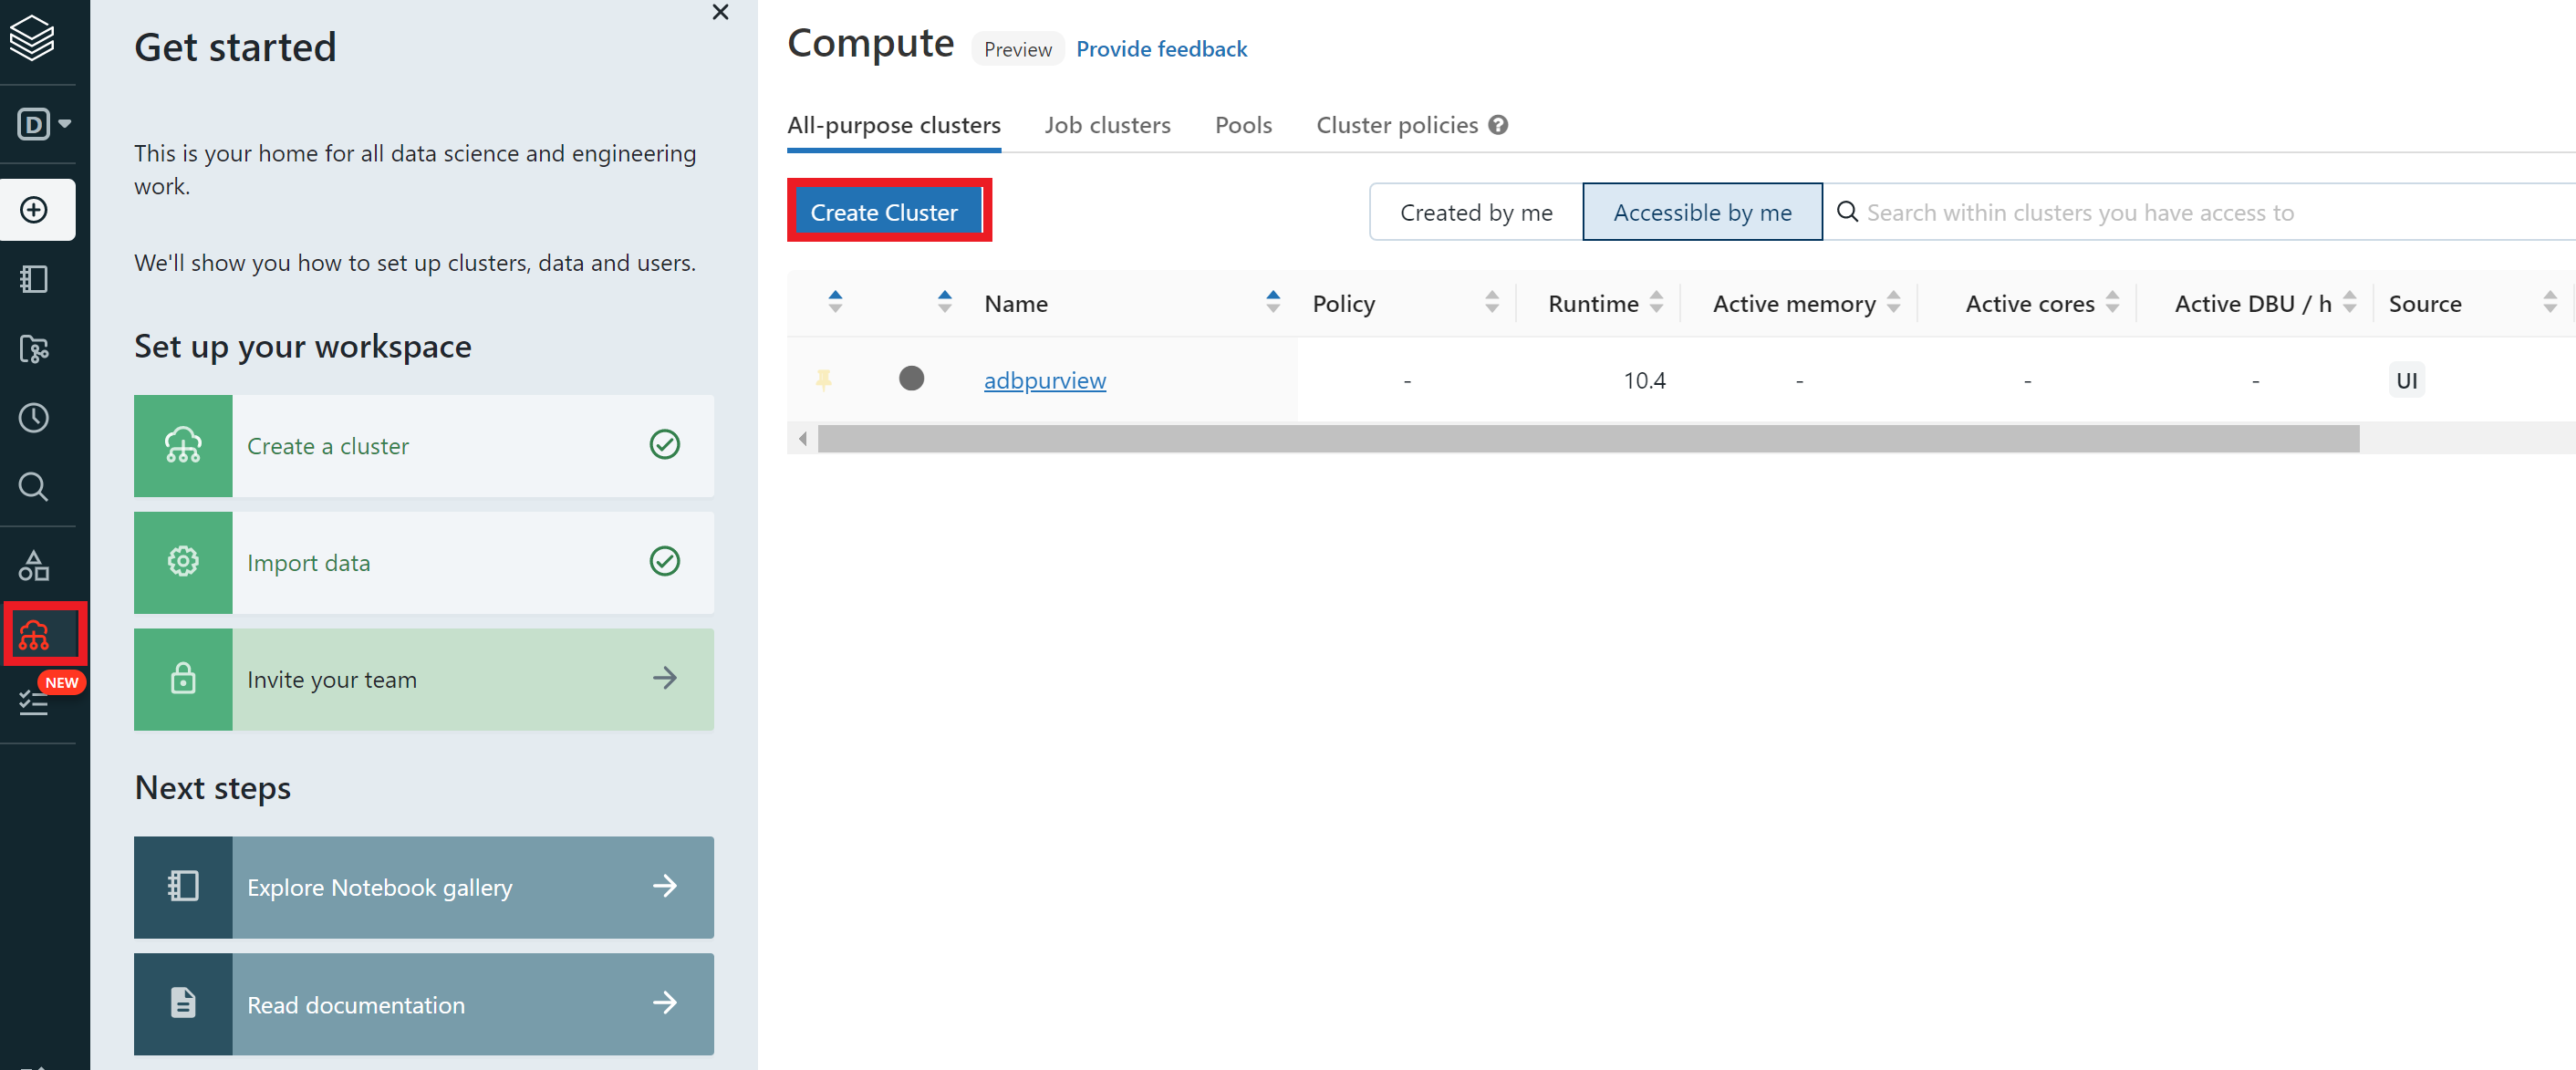 Get started
This is your home for all data science and engineering
work.
We'll show you how to set up clusters, data and users.
Set up your workspace
Create a cluster
Import data
Invite your team
Next steps
Explore Notebook gallery
Read documentation
D
NEW
Compute Preview Provide feedback
All-purpose clusters Job clusters Pools Cluster policies ?
Create Cluster Created by me Accessible by me Search within clusters you have access to
Name Policy Runtime Active memory Active cores Active DBU / h Source
adbpurview - 10.4 - - - UI